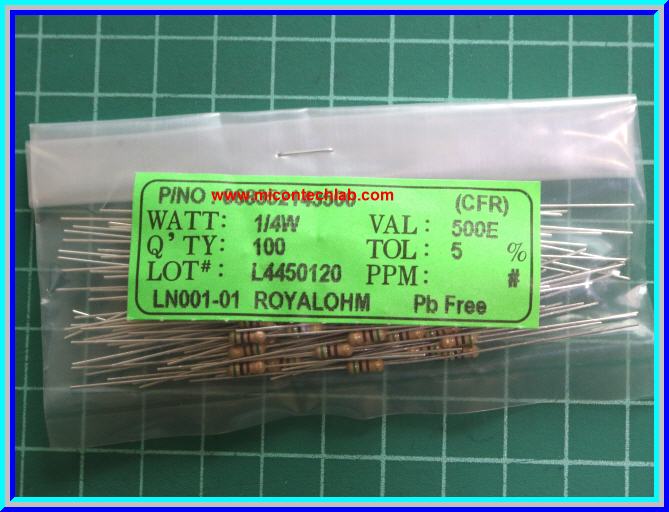 P/NO www.micontechlab.com (CFR)
WATT: 1/4W VAL: 500E
Q'TY: 100 TOL: 5 %
LOT#: L4450120 PPM: #
LN001-01 ROYALOHM Pb Free